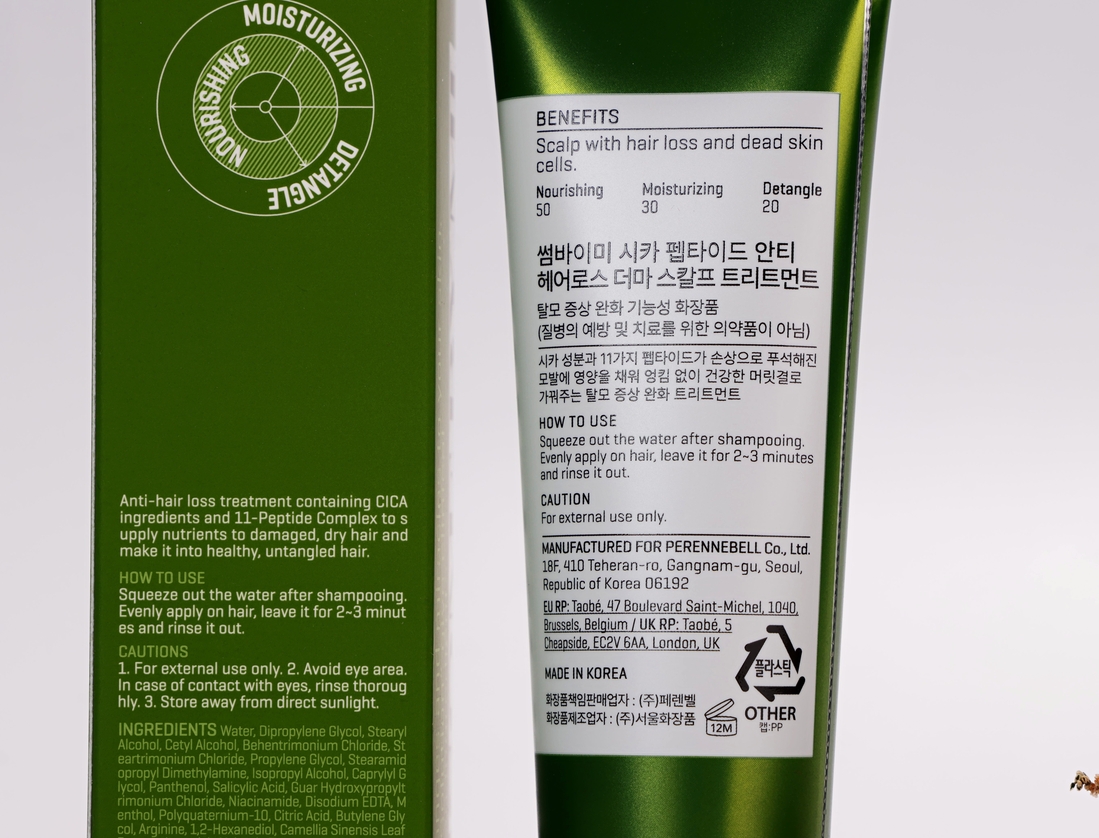 MOISTURIZING
NOURISHING
DETANGLE
Anti-hair loss treatment containing CICA
ingredients and 11-Peptide Complex to s
upply nutrients to damaged, dry hair and
make it into healthy, untangled hair.
HOW TO USE
Squeeze out the water after shampooing.
Evenly apply on hair, leave it for 2~3 minut
es and rinse it out.
CAUTIONS
1. For external use only. 2. Avoid eye area.
In case of contact with eyes, rinse thoroug
hly. 3. Store away from direct sunlight.
INGREDIENTS Water, Dipropylene Glycol, Stearyl
Alcohol, Cetyl Alcohol, Behentrimonium Chloride, St
eartrimonium Chloride, Propylene Glycol, Stearamid
opropyl Dimethylamine, Isopropyl Alcohol, Caprylyl G
lycol, Panthenol, Salicylic Acid, Guar Hydroxypropylt
rimonium Chloride, Niacinamide, Disodium EDTA, M
enthol, Polyquaternium-10, Citric Acid, Butylene Gly
col, Arginine, 1,2-Hexanediol, Camellia Sinensis Leaf
BENEFITS
Scalp with hair loss and dead skin
cells.
Nourishing Moisturizing Detangle
50 30 20
썸바이미 시카 펩타이드 안티
헤어로스 더마 스칼프 트리트먼트
탈모 증상 완화 기능성 화장품
(질병의 예방 및 치료를 위한 의약품이 아님)
시카 성분과 11가지 펩타이드가 손상으로 푸석해진
모발에 영양을 채워 엉킴 없이 건강한 머릿결로
가꿔주는 탈모 증상 완화 트리트먼트
HOW TO USE
Squeeze out the water after shampooing.
Evenly apply on hair, leave it for 2~3 minutes
and rinse it out.
CAUTION
For external use only.
MANUFACTURED FOR PERENNEBELL Co., Ltd.
18F, 410 Teheran-ro, Gangnam-gu, Seoul,
Republic of Korea 06192
EU RP: Taobé, 47 Boulevard Saint-Michel, 1040,
Brussels, Belgium / UK RP: Taobé, 5
Cheapside, EC2V 6AA, London, UK
MADE IN KOREA
화장품책임판매업자 : (주)페렌벨
화장품제조업자 : (주)서울화장품
12M
플라스틱
OTHER
캡:PP